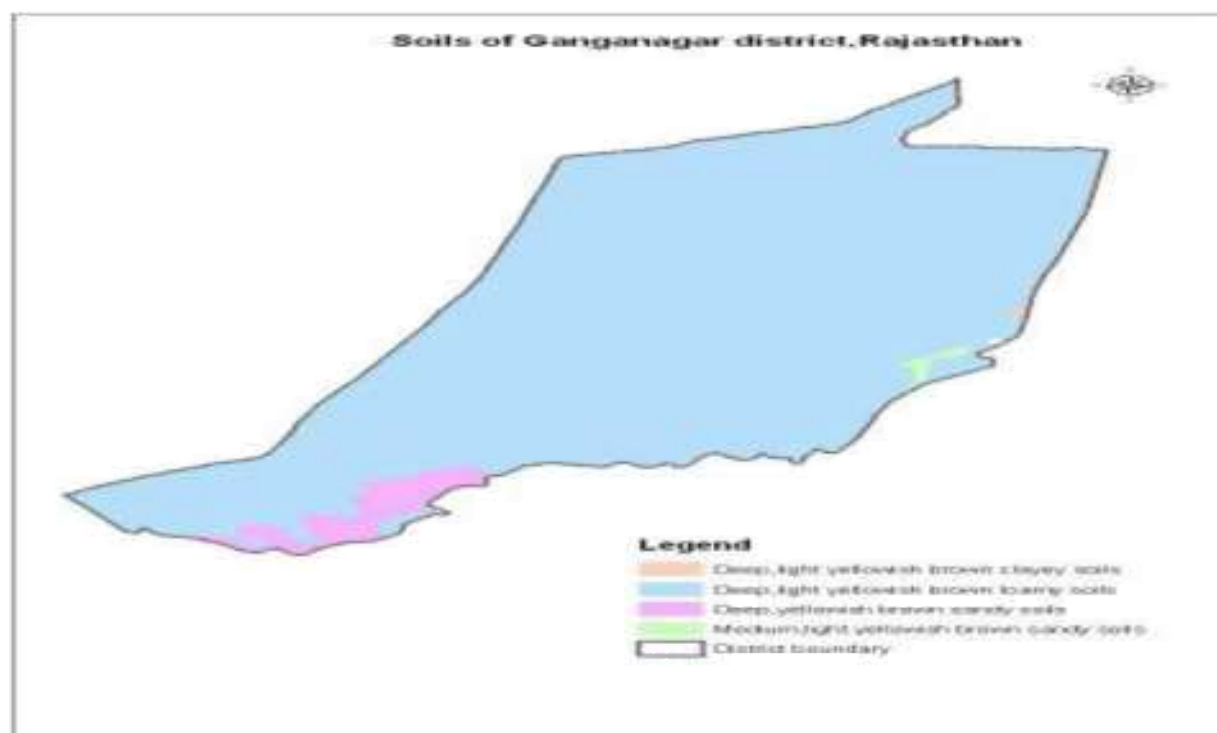 Soils of Ganganagar district,Rajasthan
Legend
Deep,light yellowish brown clayey soils
Deep,light yellowish brown loamy soils
Deep,yellowish brown sandy soils
Medium,light yellowish brown sandy soils
District boundary